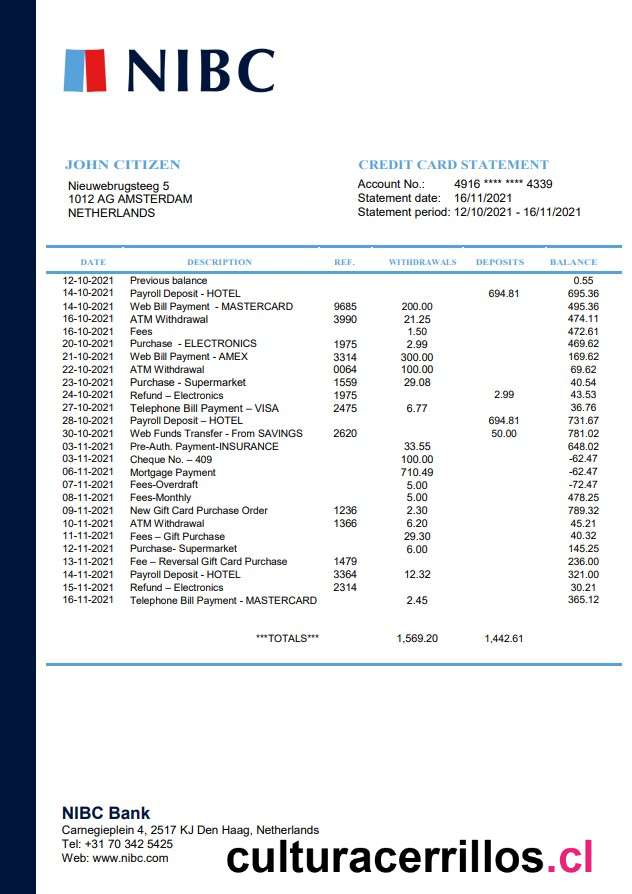 NIBC
JOHN CITIZEN
Nieuwebrugsteeg 5
1012 AG AMSTERDAM
NETHERLANDS
CREDIT CARD STATEMENT
Account No.: 4916 **** **** 4339
Statement date: 16/11/2021
Statement period: 12/10/2021 - 16/11/2021
DATE DESCRIPTION REF. WITHDRAWALS DEPOSITS BALANCE
12-10-2021 Previous balance 0.55
14-10-2021 Payroll Deposit - HOTEL 694.81 695.36
14-10-2021 Web Bill Payment - MASTERCARD 9685 200.00 495.36
16-10-2021 ATM Withdrawal 3990 21.25 474.11
16-10-2021 Fees 1.50 472.61
20-10-2021 Purchase - ELECTRONICS 1975 2.99 469.62
21-10-2021 Web Bill Payment - AMEX 3314 300.00 169.62
22-10-2021 ATM Withdrawal 0064 100.00 69.62
23-10-2021 Purchase - Supermarket 1559 29.08 40.54
24-10-2021 Refund – Electronics 1975 2.99 43.53
27-10-2021 Telephone Bill Payment – VISA 2475 6.77 36.76
28-10-2021 Payroll Deposit – HOTEL 694.81 731.67
30-10-2021 Web Funds Transfer - From SAVINGS 2620 50.00 781.02
03-11-2021 Pre-Auth. Payment-INSURANCE 33.55 648.02
03-11-2021 Cheque No. – 409 100.00 -62.47
06-11-2021 Mortgage Payment 710.49 -62.47
07-11-2021 Fees-Overdraft 5.00 -72.47
08-11-2021 Fees-Monthly 5.00 478.25
09-11-2021 New Gift Card Purchase Order 1236 2.30 789.32
10-11-2021 ATM Withdrawal 1366 6.20 45.21
11-11-2021 Fees – Gift Purchase 29.30 40.32
12-11-2021 Purchase- Supermarket 6.00 145.25
13-11-2021 Fee – Reversal Gift Card Purchase 1479 236.00
14-11-2021 Payroll Deposit - HOTEL 3364 12.32 321.00
15-11-2021 Refund – Electronics 2314 30.21
16-11-2021 Telephone Bill Payment - MASTERCARD 2.45 365.12
***TOTALS*** 1,569.20 1,442.61
NIBC Bank
Carnegieplein 4, 2517 KJ Den Haag, Netherlands
Tel: +31 70 342 5425
Web: www.nibc.com
culturacerrillos.cl